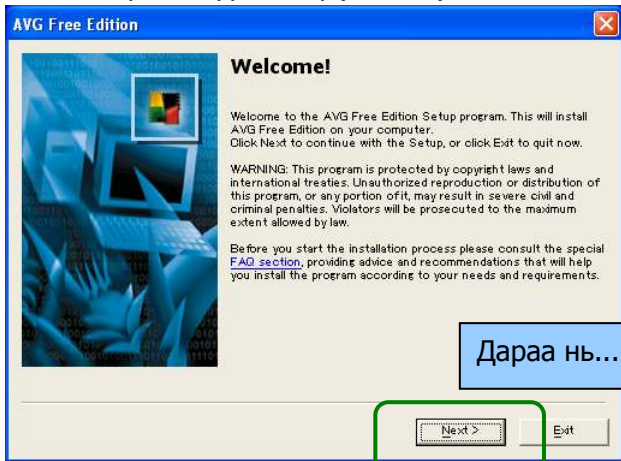 AVG Free Edition
Welcome!
Welcome to the AVG Free Edition Setup program. This will install
AVG Free Edition on your computer.
Click Next to continue with the Setup, or click Exit to quit now.
WARNING: This program is protected by copyright laws and
international treaties. Unauthorized reproduction or distribution of
this program, or any portion of it, may result in severe civil and
criminal penalties. Violators will be prosecuted to the maximum
extent allowed by law.
Before you start the installation process please consult the special
FAQ section, providing advice and recommendations that will help
you install the program according to your needs and requirements.
Дараа нь...
Next >
Exit